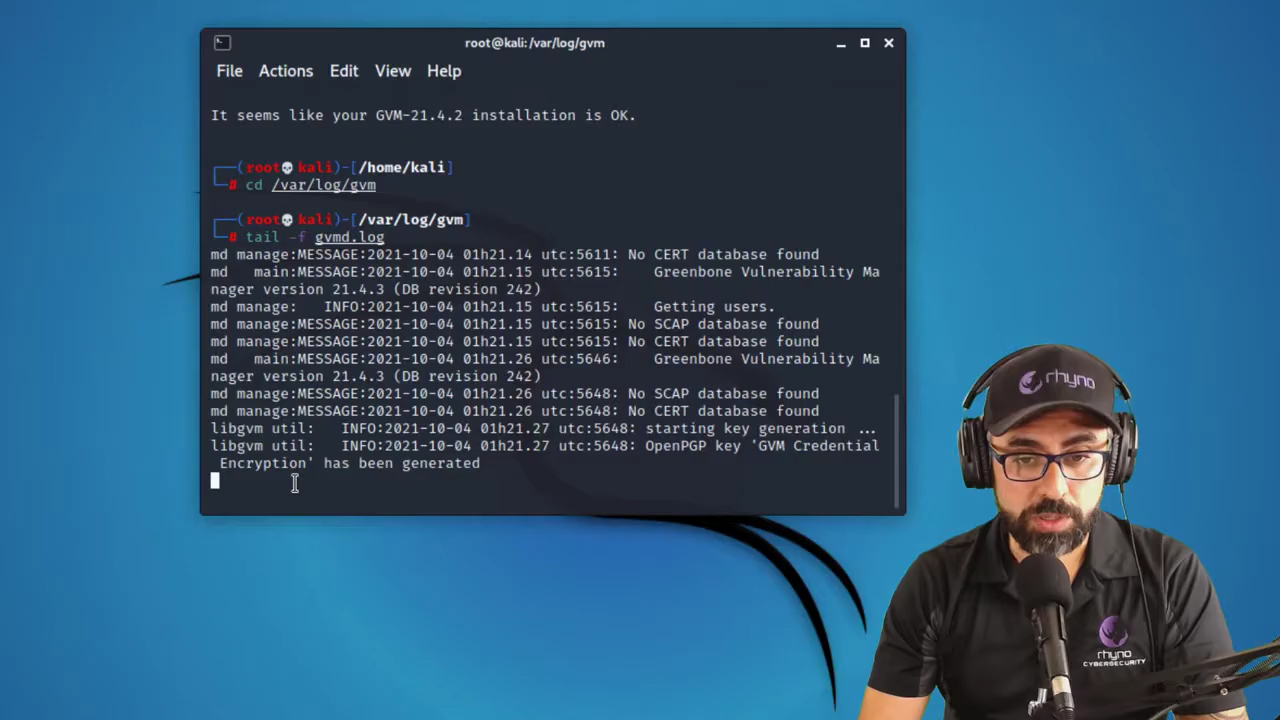 root@kali:/var/log/gvm
File Actions Edit View Help
It seems like your GVM-21.4.2 installation is OK.
┌──(root💀kali)-[/home/kali]
└─# cd /var/log/gvm
┌──(root💀kali)-[/var/log/gvm]
└─# tail -f gvmd.log
md manage:MESSAGE:2021-10-04 01h21.14 utc:5611: No CERT database found
md   main:MESSAGE:2021-10-04 01h21.15 utc:5615:    Greenbone Vulnerability Ma
nager version 21.4.3 (DB revision 242)
md manage:   INFO:2021-10-04 01h21.15 utc:5615:    Getting users.
md manage:MESSAGE:2021-10-04 01h21.15 utc:5615: No SCAP database found
md manage:MESSAGE:2021-10-04 01h21.15 utc:5615: No CERT database found
md   main:MESSAGE:2021-10-04 01h21.26 utc:5646:    Greenbone Vulnerability Ma
nager version 21.4.3 (DB revision 242)
md manage:MESSAGE:2021-10-04 01h21.26 utc:5648: No SCAP database found
md manage:MESSAGE:2021-10-04 01h21.26 utc:5648: No CERT database found
libgvm util:   INFO:2021-10-04 01h21.27 utc:5648: starting key generation ...
libgvm util:   INFO:2021-10-04 01h21.27 utc:5648: OpenPGP key 'GVM Credential
 Encryption' has been generated
rhyno
rhyno
CYBERSECURITY